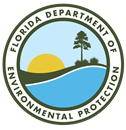 FLORIDA DEPARTMENT OF
ENVIRONMENTAL PROTECTION